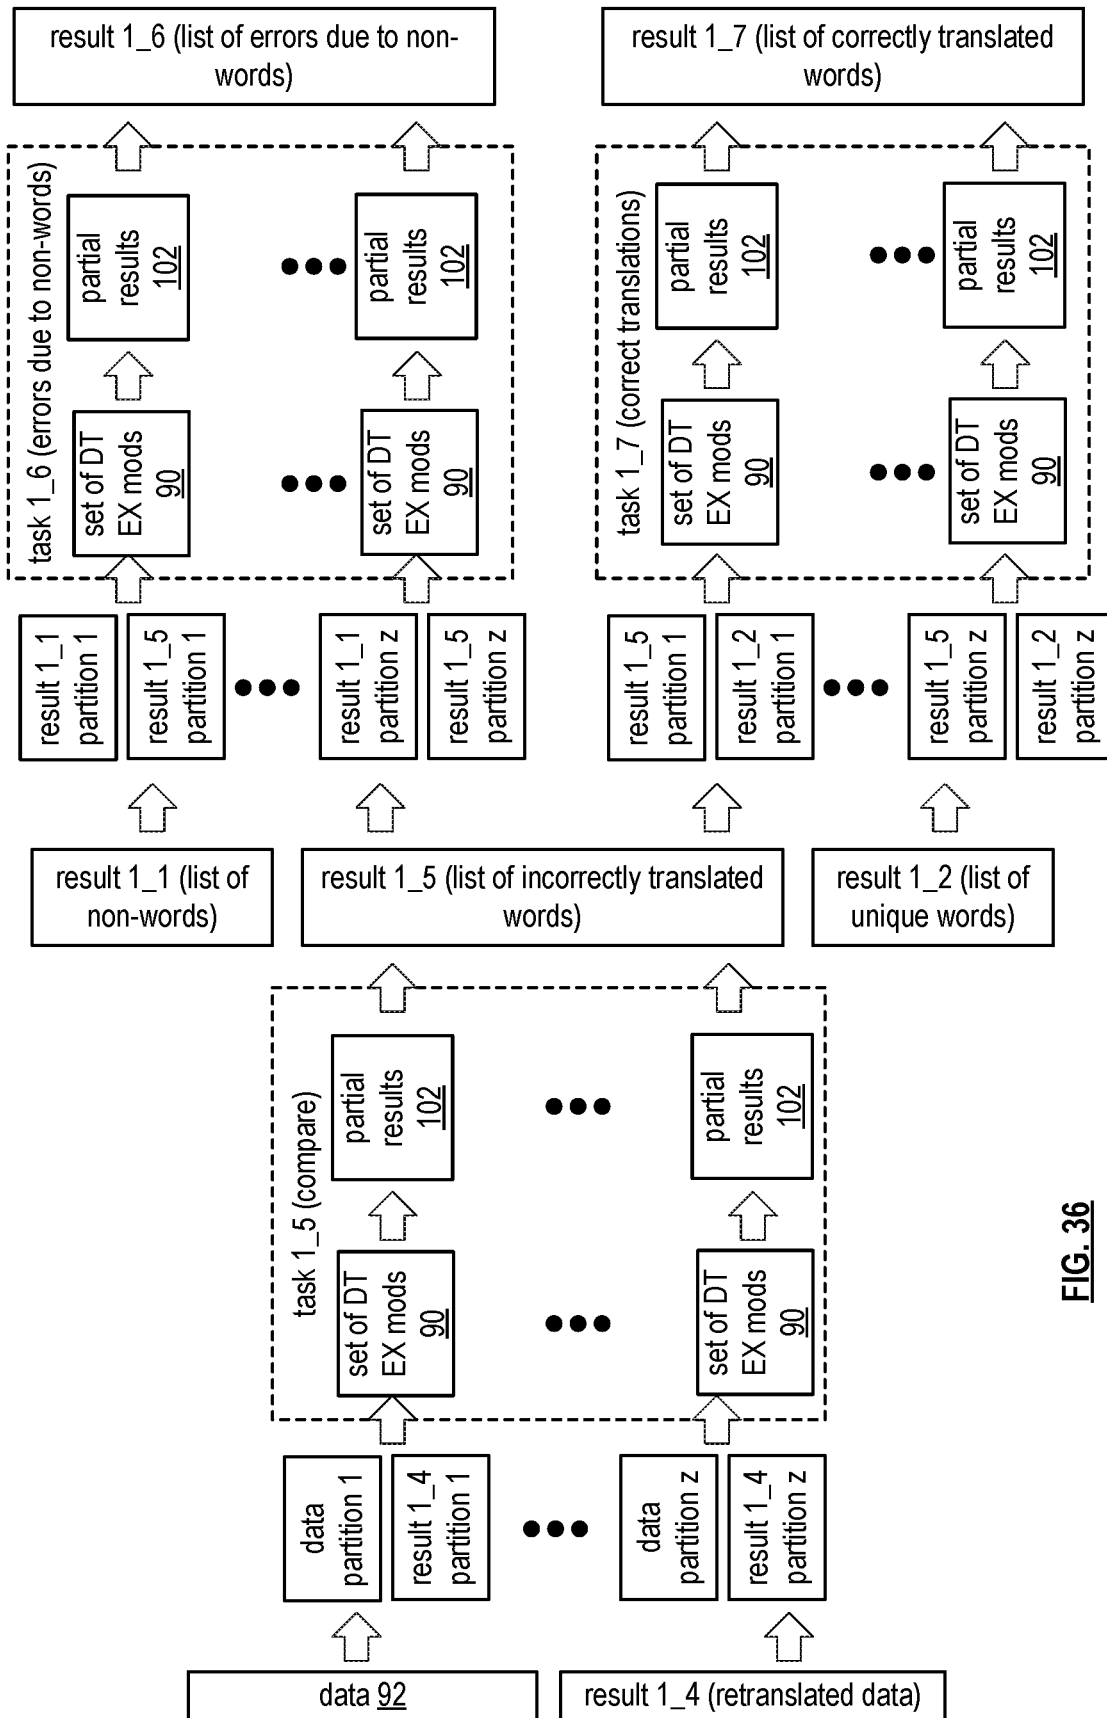 data 92
result 1_4 (retranslated data)
data
partition 1
result 1_4
partition 1
data
partition z
result 1_4
partition z
task 1_5 (compare)
set of DT
EX mods
90
partial
results
102
set of DT
EX mods
90
partial
results
102
result 1_1 (list of
non-words)
result 1_5 (list of incorrectly translated
words)
result 1_2 (list of
unique words)
result 1_1
partition 1
result 1_5
partition 1
result 1_1
partition z
result 1_5
partition z
task 1_6 (errors due to non-words)
set of DT
EX mods
90
partial
results
102
set of DT
EX mods
90
partial
results
102
result 1_6 (list of errors due to non-
words)
result 1_5
partition 1
result 1_2
partition 1
result 1_5
partition z
result 1_2
partition z
task 1_7 (correct translations)
set of DT
EX mods
90
partial
results
102
set of DT
EX mods
90
partial
results
102
result 1_7 (list of correctly translated
words)
FIG. 36